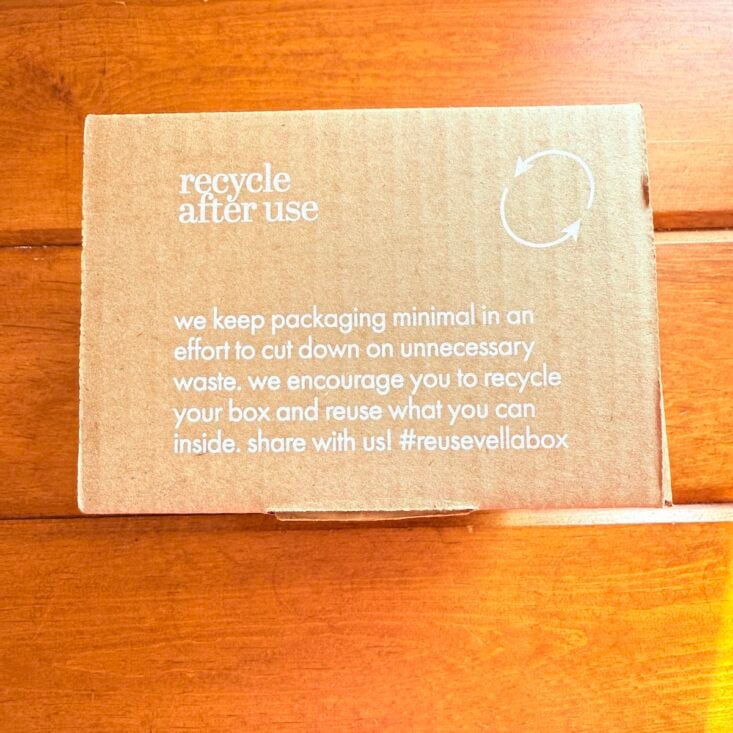 recycle
after use
we keep packaging minimal in an
effort to cut down on unnecessary
waste. we encourage you to recycle
your box and reuse what you can
inside. share with us! #reusevellabox